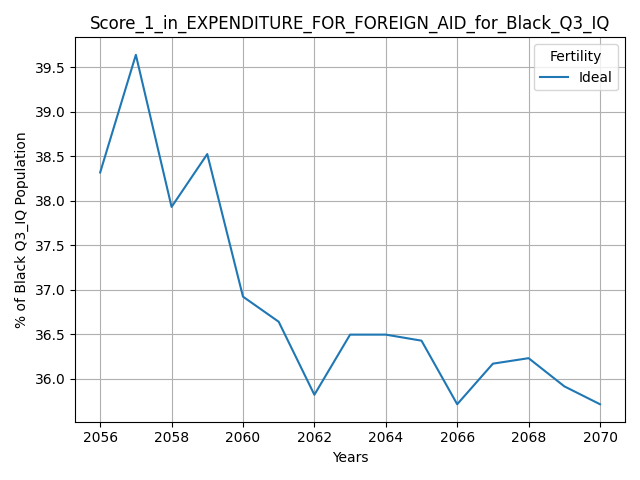 Score_1_in_EXPENDITURE_FOR_FOREIGN_AID_for_Black_Q3_IQ
Fertility
Ideal
39.5
39.0
38.5
38.0
37.5
37.0
36.5
36.0
% of Black Q3_IQ Population
2056 2058 2060 2062 2064 2066 2068 2070
Years